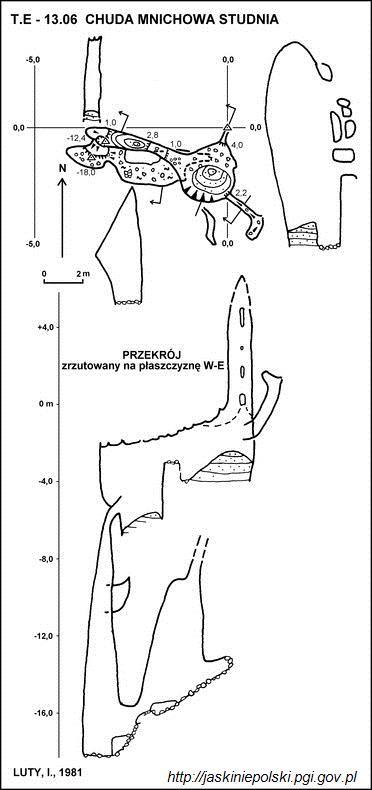 T.E - 13.06 CHUDA MNICHOWA STUDNIA
-5,0
0,0
0,0
0,0
1,0
2,8
1,0
4,0
-12,4
-18,0
2,2
N
-5,0
0,0
0 2 m
+4,0
PRZEKRÓJ
zrzutowany na płaszczyznę W-E
0 m
-4,0
-8,0
-12,0
-16,0
LUTY, I., 1981
http://jaskiniepolski.pgi.gov.pl